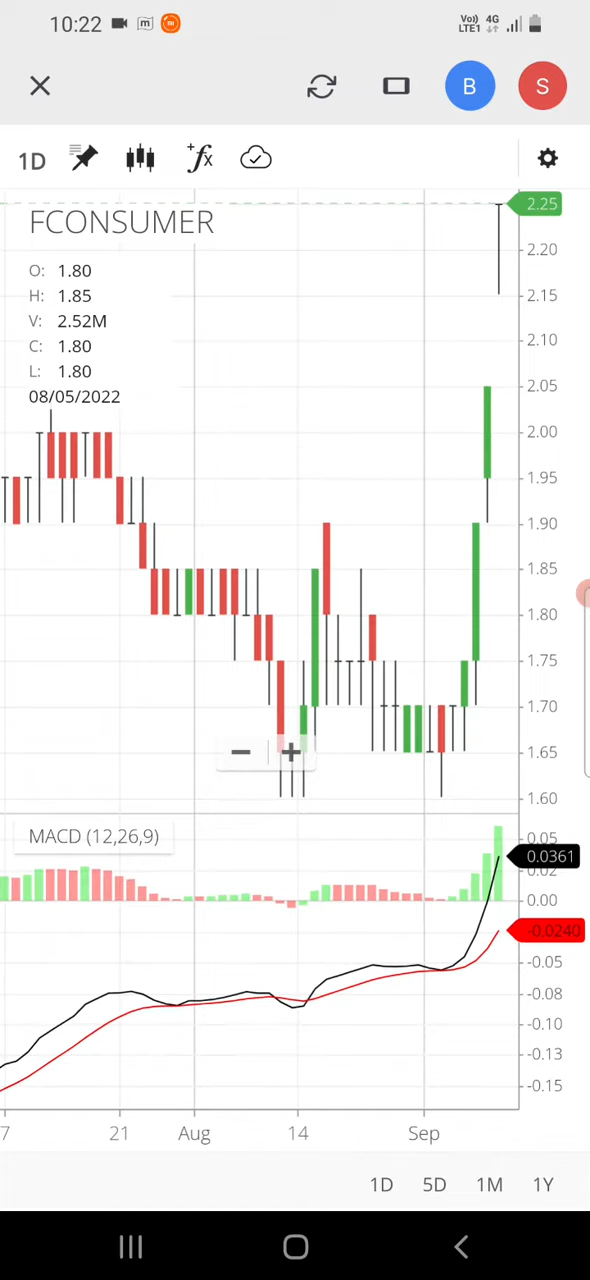 10:22 m Vo)) 4G LTE1
B S
1D +fx
FCONSUMER
O: 1.80
H: 1.85
V: 2.52M
C: 1.80
L: 1.80
08/05/2022
2.25
2.20
2.15
2.10
2.05
2.00
1.95
1.90
1.85
1.80
1.75
1.70
1.65
1.60
MACD (12,26,9)
0.05
0.0361
0.02
0.00
-0.0240
-0.05
-0.08
-0.10
-0.13
-0.15
7 21 Aug 14 Sep
1D 5D 1M 1Y